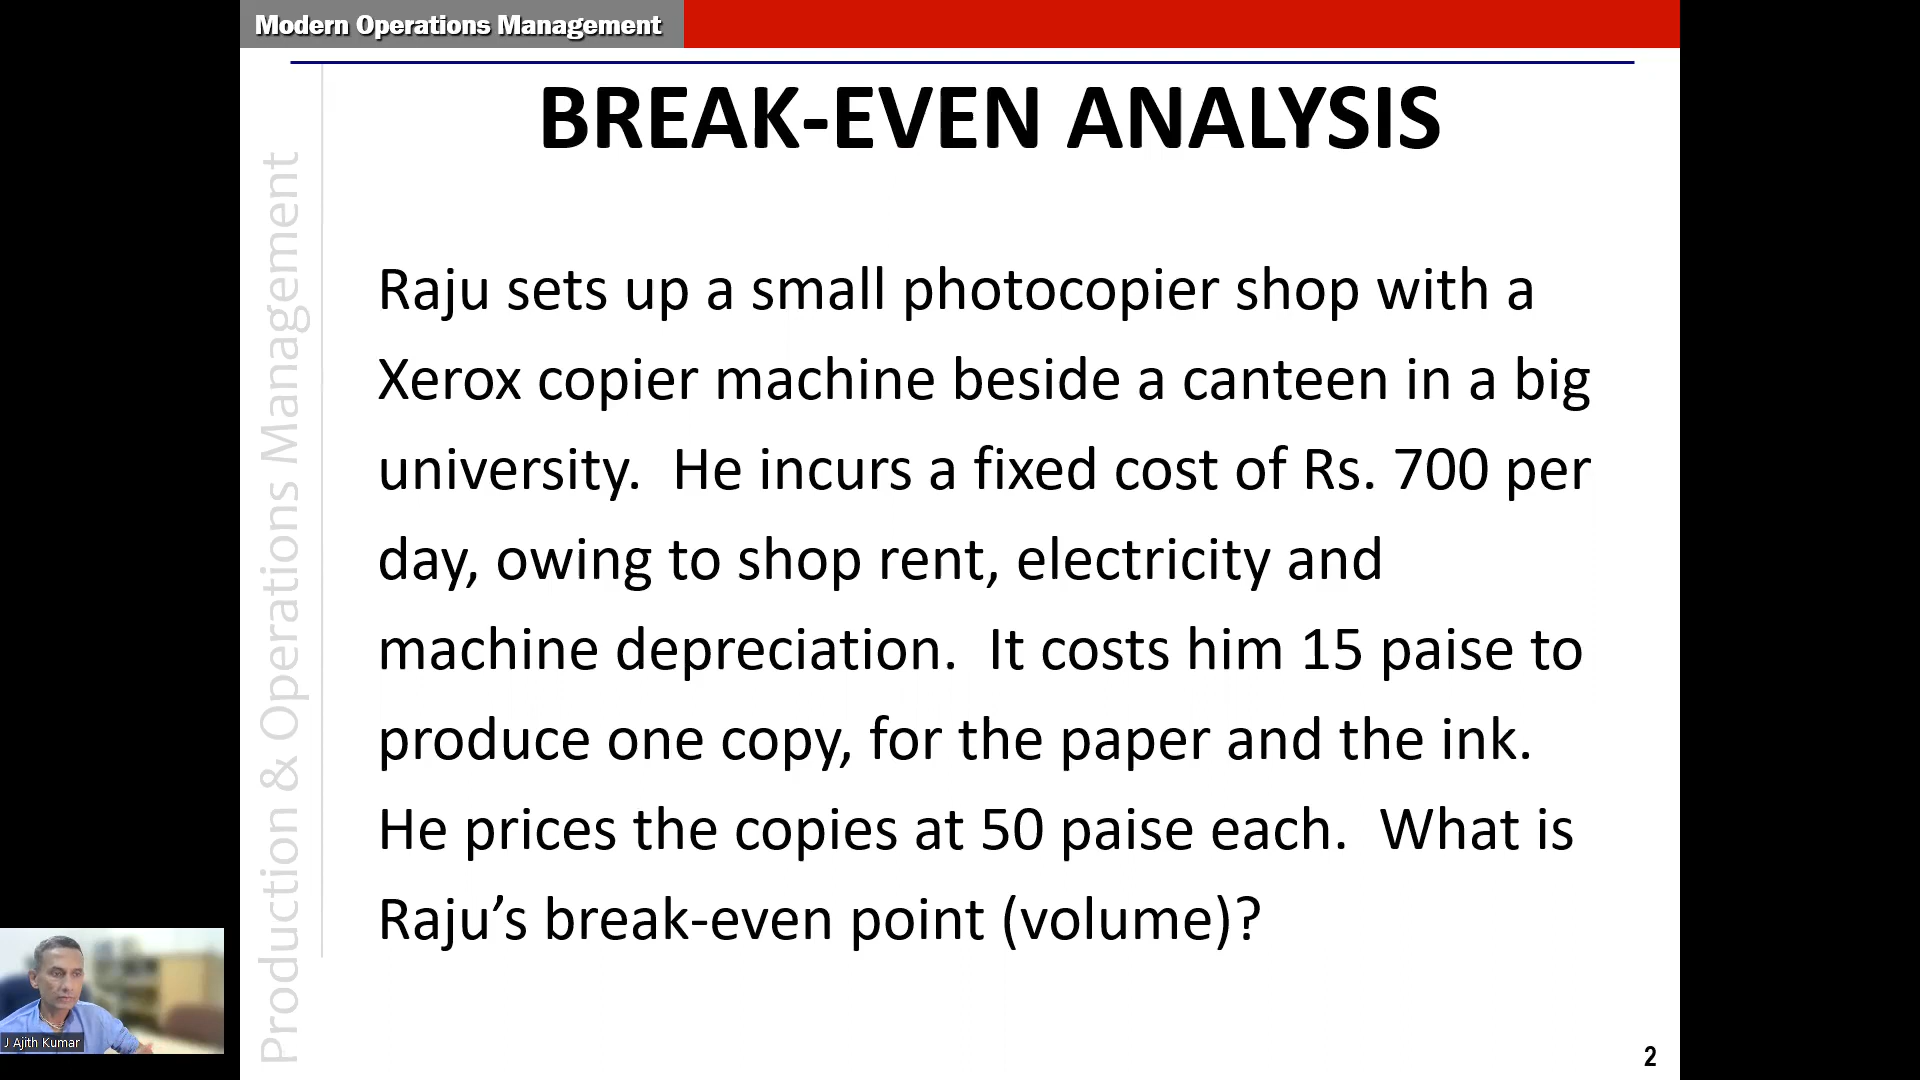 Modern Operations Management
BREAK-EVEN ANALYSIS
Production & Operations Management
Raju sets up a small photocopier shop with a
Xerox copier machine beside a canteen in a big
university.  He incurs a fixed cost of Rs. 700 per
day, owing to shop rent, electricity and
machine depreciation.  It costs him 15 paise to
produce one copy, for the paper and the ink.
He prices the copies at 50 paise each.  What is
Raju’s break-even point (volume)?
J Ajith Kumar
2